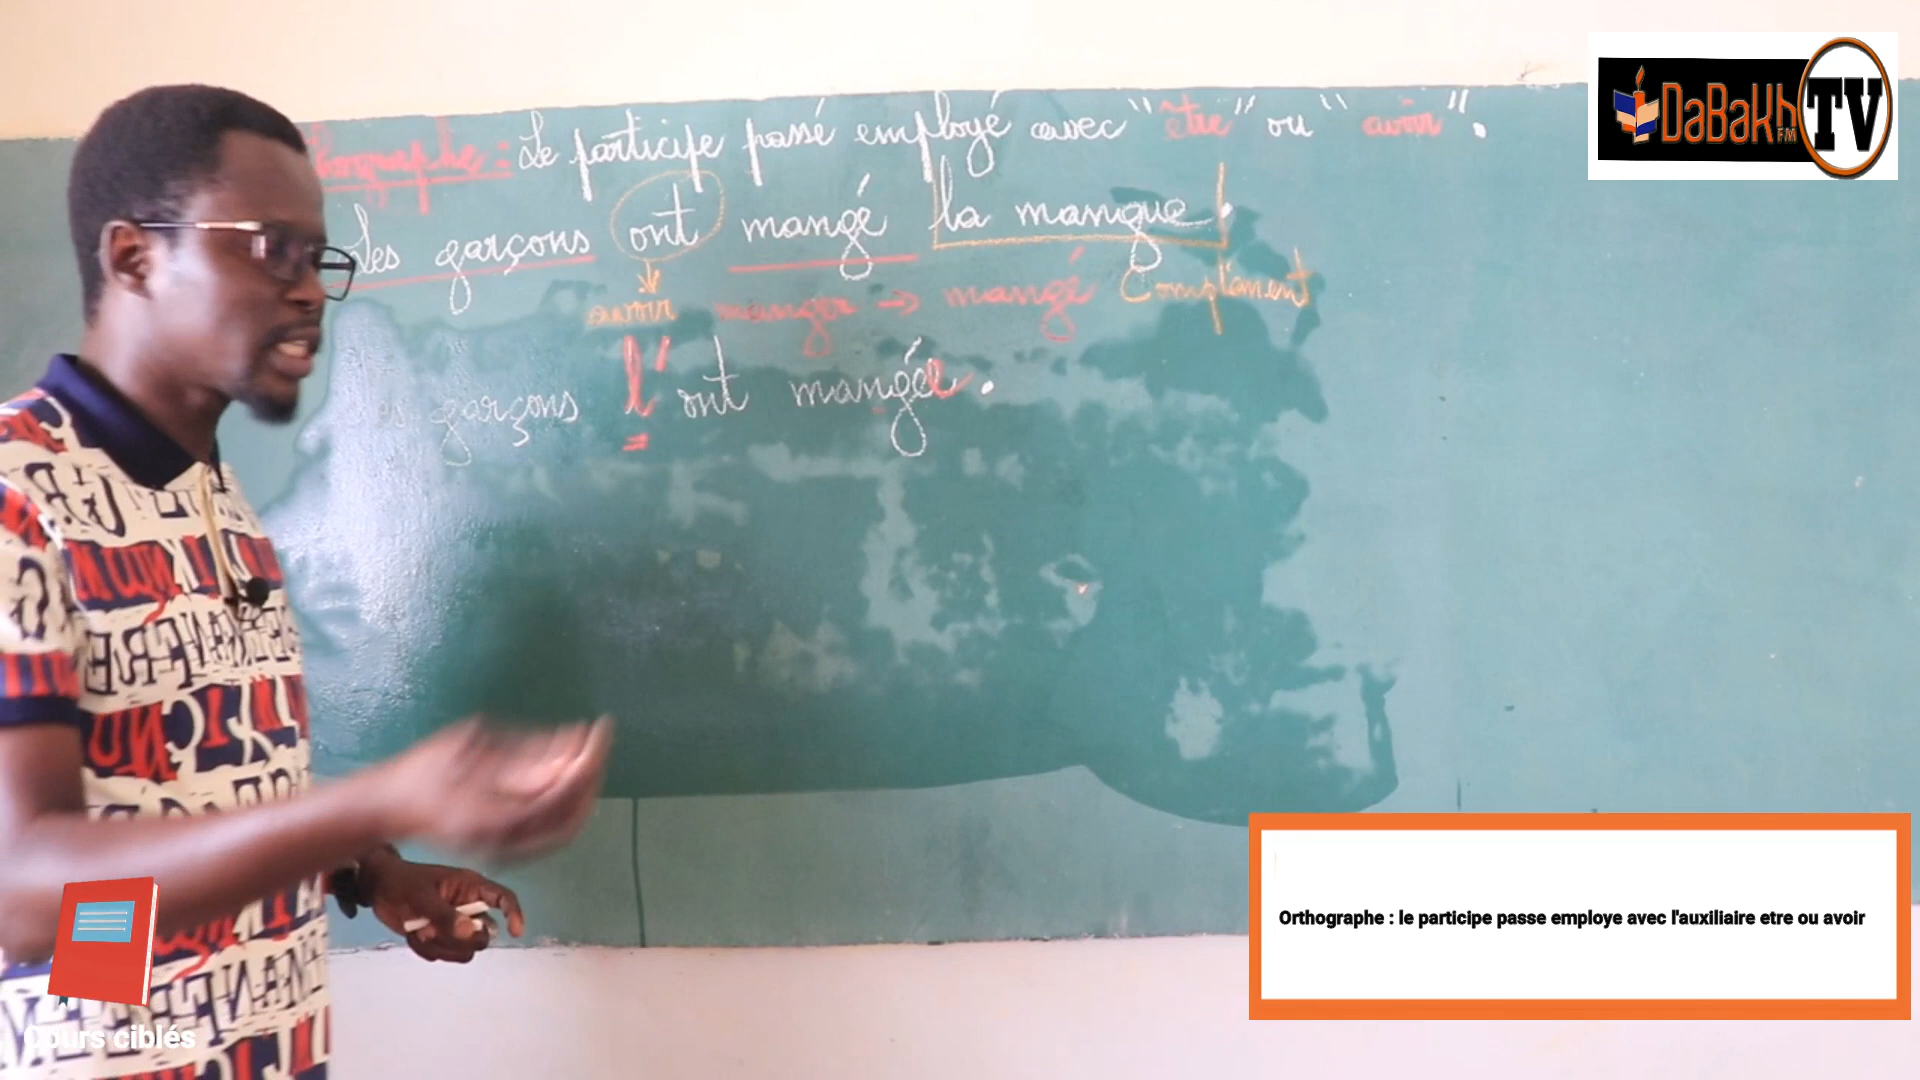 Orthographe : Le participe passé employé avec "être" ou "avoir".
Les garçons ont mangé la mangue.
avoir manger → mangé Complément
Les garçons l'ont mangée.
DaBaKh FM TV
Orthographe : le participe passe employe avec l'auxiliaire etre ou avoir
Cours ciblés